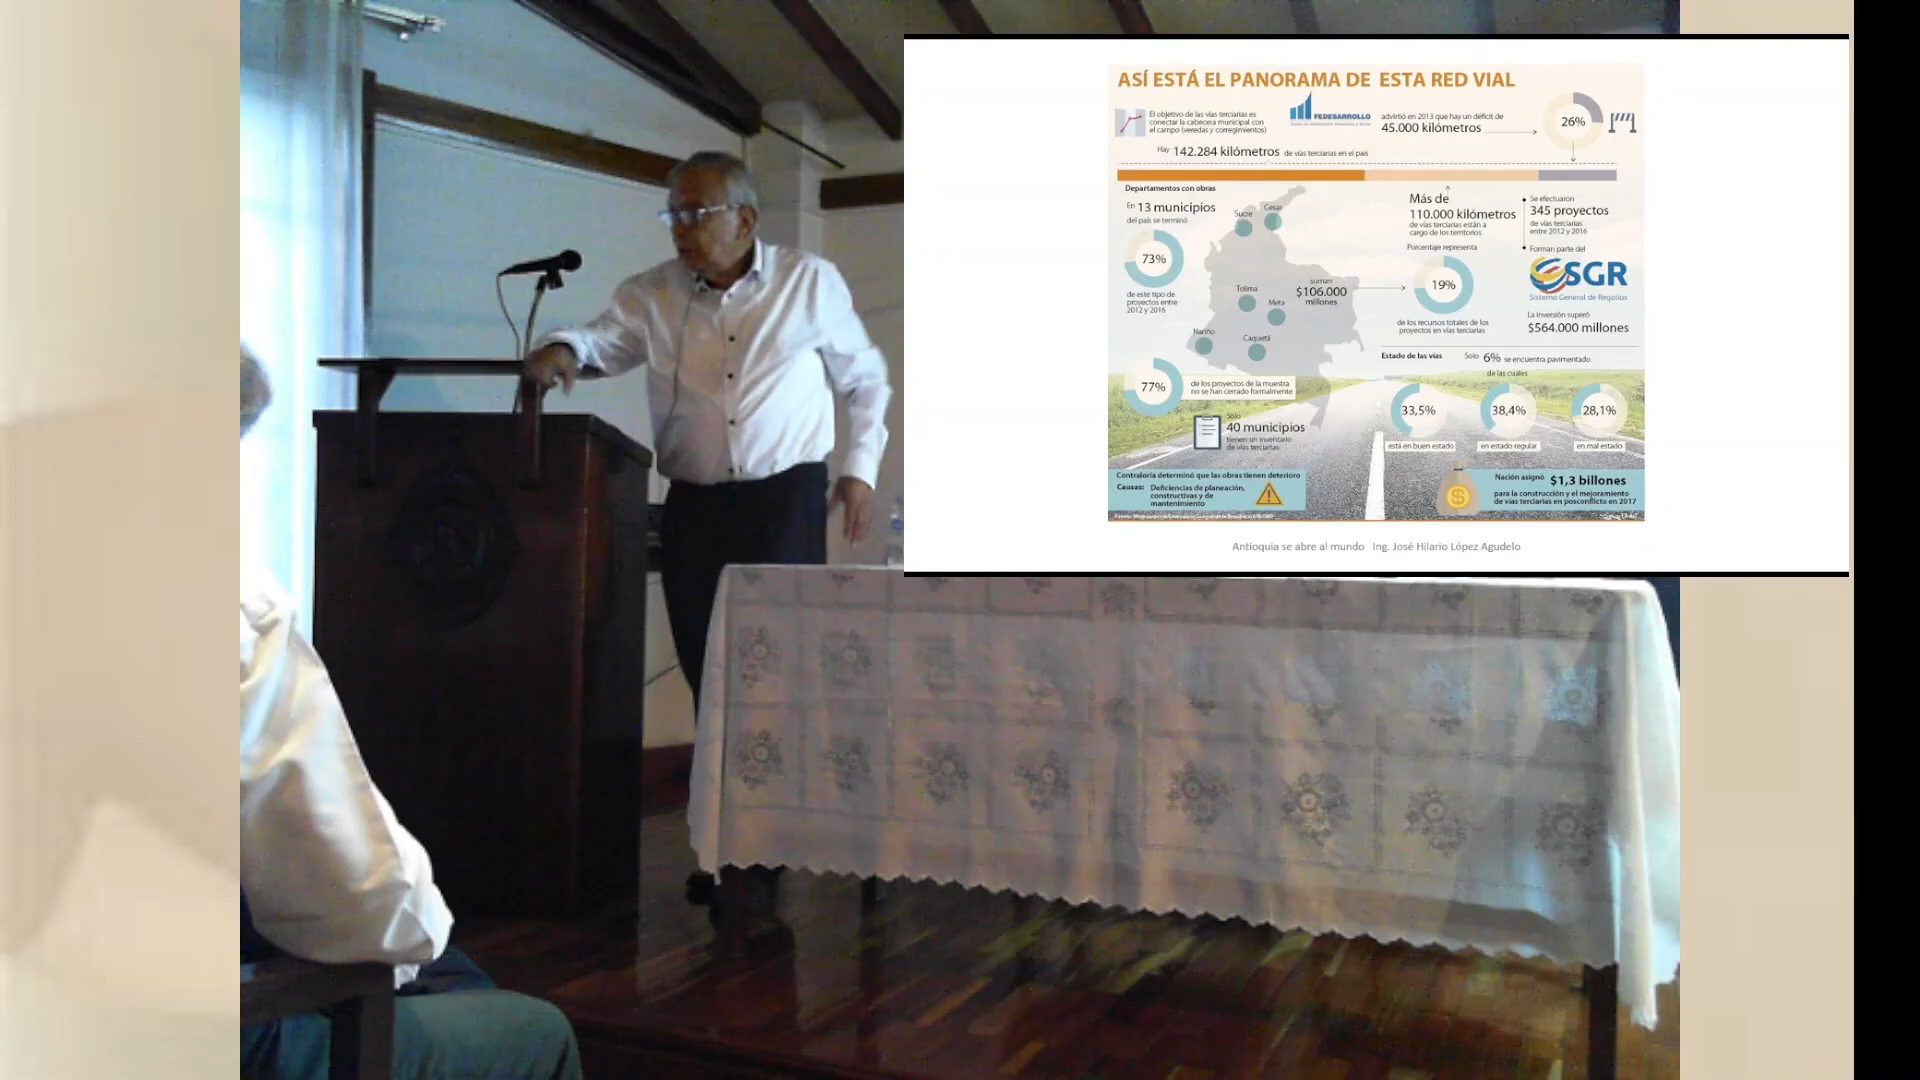 ASÍ ESTÁ EL PANORAMA DE ESTA RED VIAL
El objetivo de las vías terciarias es
conectar la cabecera municipal con
el campo (veredas y corregimientos)
FEDESARROLLO
advirtió en 2013 que hay un déficit de
45.000 kilómetros
26%
Hay 142.284 kilómetros de vías terciarias en el país
Departamentos con obras
En 13 municipios
del país se terminó
73%
de este tipo de
proyectos entre
2012 y 2016
Sucre
Cesar
Tolima
Meta
Nariño
Caquetá
suman
$106.000
millones
Más de
110.000 kilómetros
de vías terciarias están a
cargo de los territorios
Porcentaje representa
19%
de los recursos totales de los
proyectos en vías terciarias
Se efectuaron
345 proyectos
de vías terciarias
entre 2012 y 2016
Forman parte del
SGR
Sistema General de Regalías
La inversión superó
$564.000 millones
77%
de los proyectos de la muestra
no se han cerrado formalmente
Sólo
40 municipios
tienen un inventario
de vías terciarias
Estado de las vías
Solo 6% se encuentra pavimentado
de las cuales
33,5%
38,4%
28,1%
está en buen estado
en estado regular
en mal estado
Contraloría determinó que las obras tienen deterioro
Causas: Deficiencias de planeación,
constructivas y de
mantenimiento
Nación asignó $1,3 billones
para la construcción y el mejoramiento
de vías terciarias en posconflicto en 2017
Antioquia se abre al mundo Ing. José Hilario López Agudelo